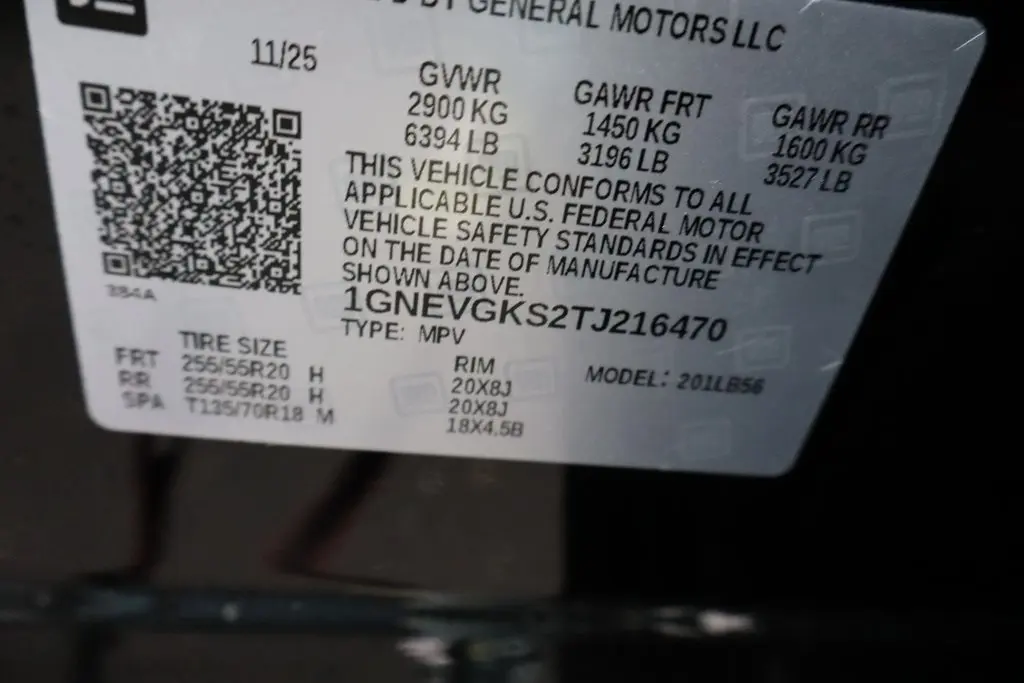 BY GENERAL MOTORS LLC
11/25
GVWR
2900 KG
6394 LB
GAWR FRT
1450 KG
3196 LB
GAWR RR
1600 KG
3527 LB
THIS VEHICLE CONFORMS TO ALL
APPLICABLE U.S. FEDERAL MOTOR
VEHICLE SAFETY STANDARDS IN EFFECT
ON THE DATE OF MANUFACTURE
SHOWN ABOVE.
384A
1GNEVGKS2TJ216470
TYPE: MPV
TIRE SIZE RIM
FRT 255/55R20 H 20X8J
RR 255/55R20 H 20X8J
SPA T135/70R18 M 18X4.5B
MODEL: 201LB56